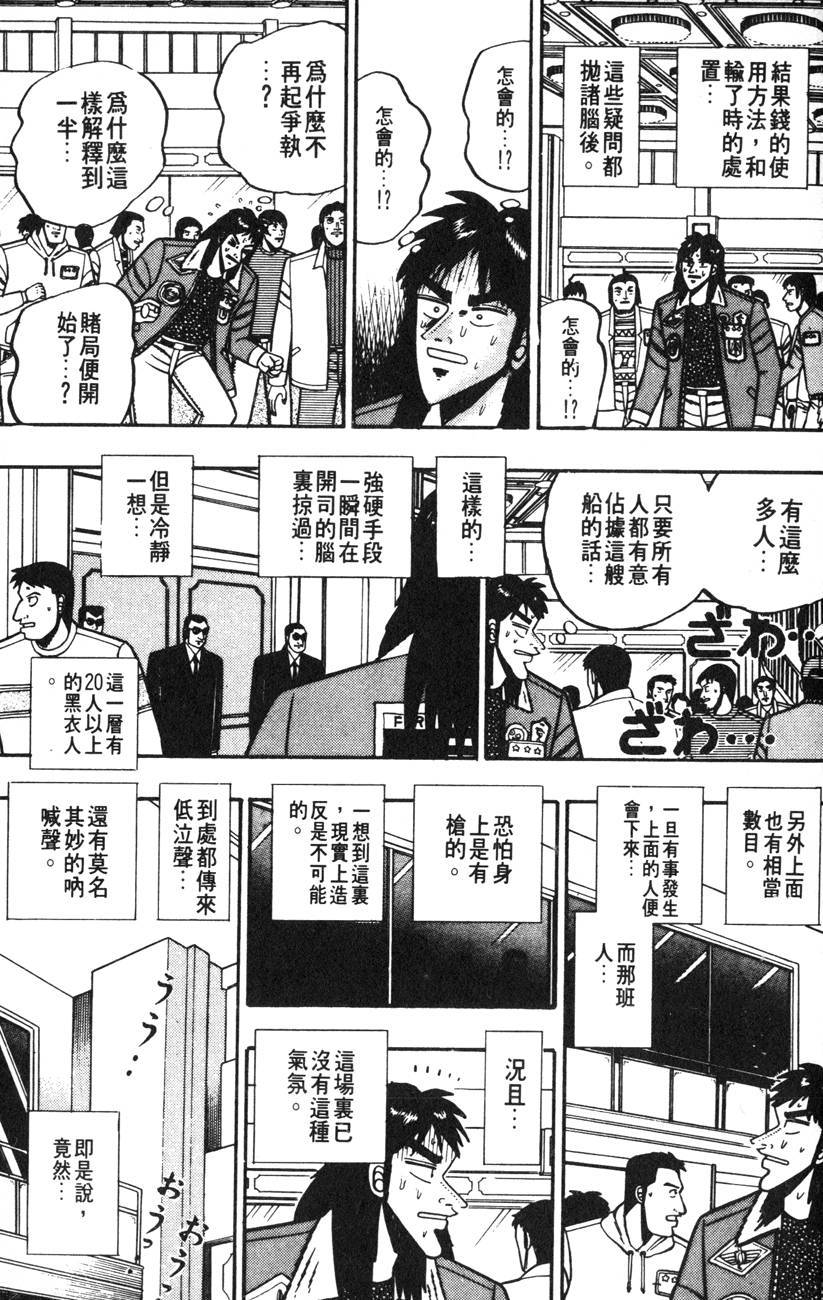 結果錢的使
用方法，和
輸了時的處
置…
這些疑問都
拋諸腦後。
怎會的…!?
怎會的…!?
怎會的…!?
爲什麼不
再起爭執
…？
爲什麼這
樣解釋到
一半…
賭局便開
始了…？
有這麼
多人…
只要所有
人都有意
佔據這艘
船的話…
ざわ…
ざわ…
這樣的…
強硬手段
一瞬間在
開司的腦
裏掠過…
但是冷靜
一想…
這一層有
20人以上
的黑衣人
。
另外上面
也有相當
數目。
一旦有事發生
，上面的人便
會下來…
而那班
人…
恐怕身
上是有
槍的。
一想到這裏
，現實上造
反是不可能
的。
況且…
這場裏已
沒有這種
氣氛。
到處都傳來
低泣聲…
還有莫名
其妙的吶
喊聲。
うう…
おうっ
おうっ
即是說，
竟然…